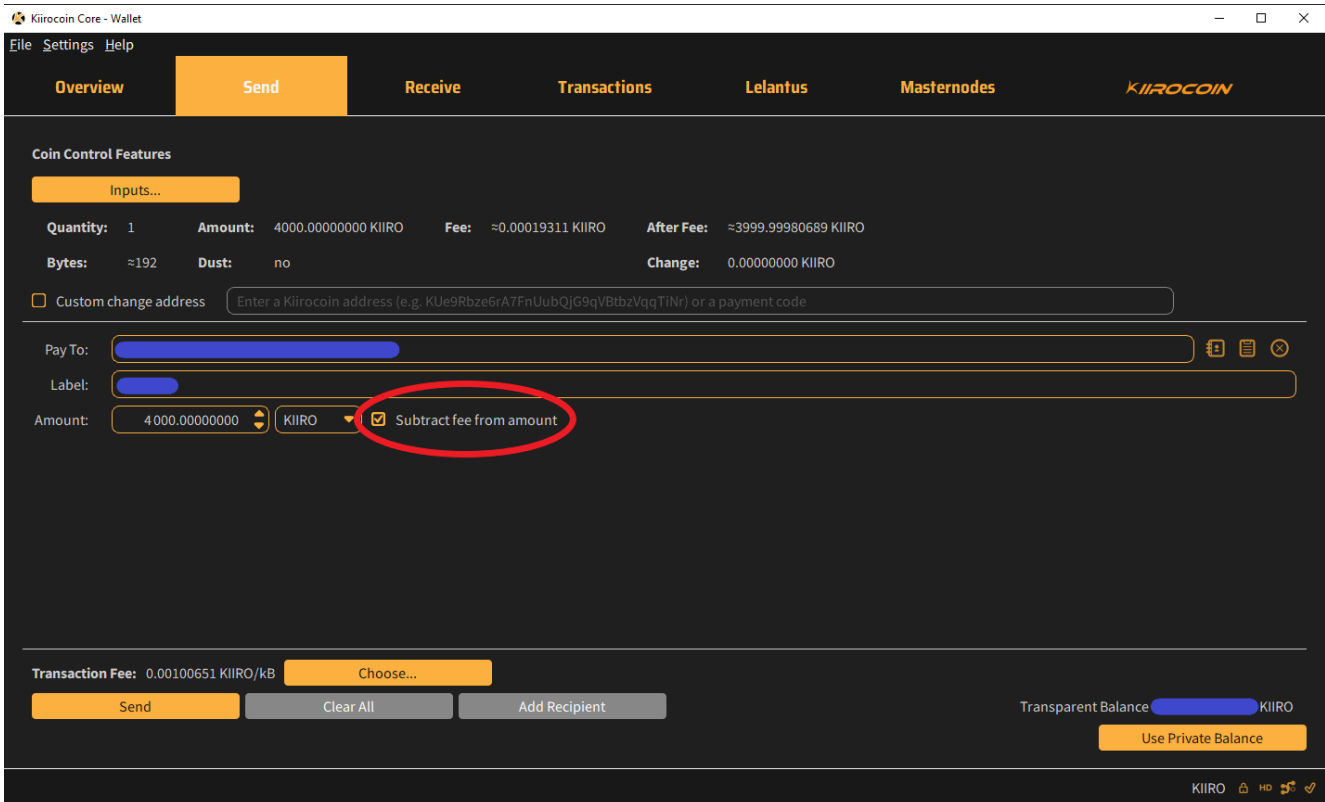 Kiirocoin Core - Wallet
File Settings Help
Overview Send Receive Transactions Lelantus Masternodes KIIROCOIN
Coin Control Features
Inputs...
Quantity: 1 Amount: 4000.00000000 KIIRO Fee: ≈0.00019311 KIIRO After Fee: ≈3999.99980689 KIIRO
Bytes: ≈192 Dust: no Change: 0.00000000 KIIRO
Custom change address Enter a Kiirocoin address (e.g. KUe9Rbze6rA7FnUubQjG9qVBtbzVqqTiNr) or a payment code
Pay To:
Label:
Amount: 4000.00000000 KIIRO Subtract fee from amount
Transaction Fee: 0.00100651 KIIRO/kB Choose...
Send Clear All Add Recipient Transparent Balance KIIRO
Use Private Balance
KIIRO HD